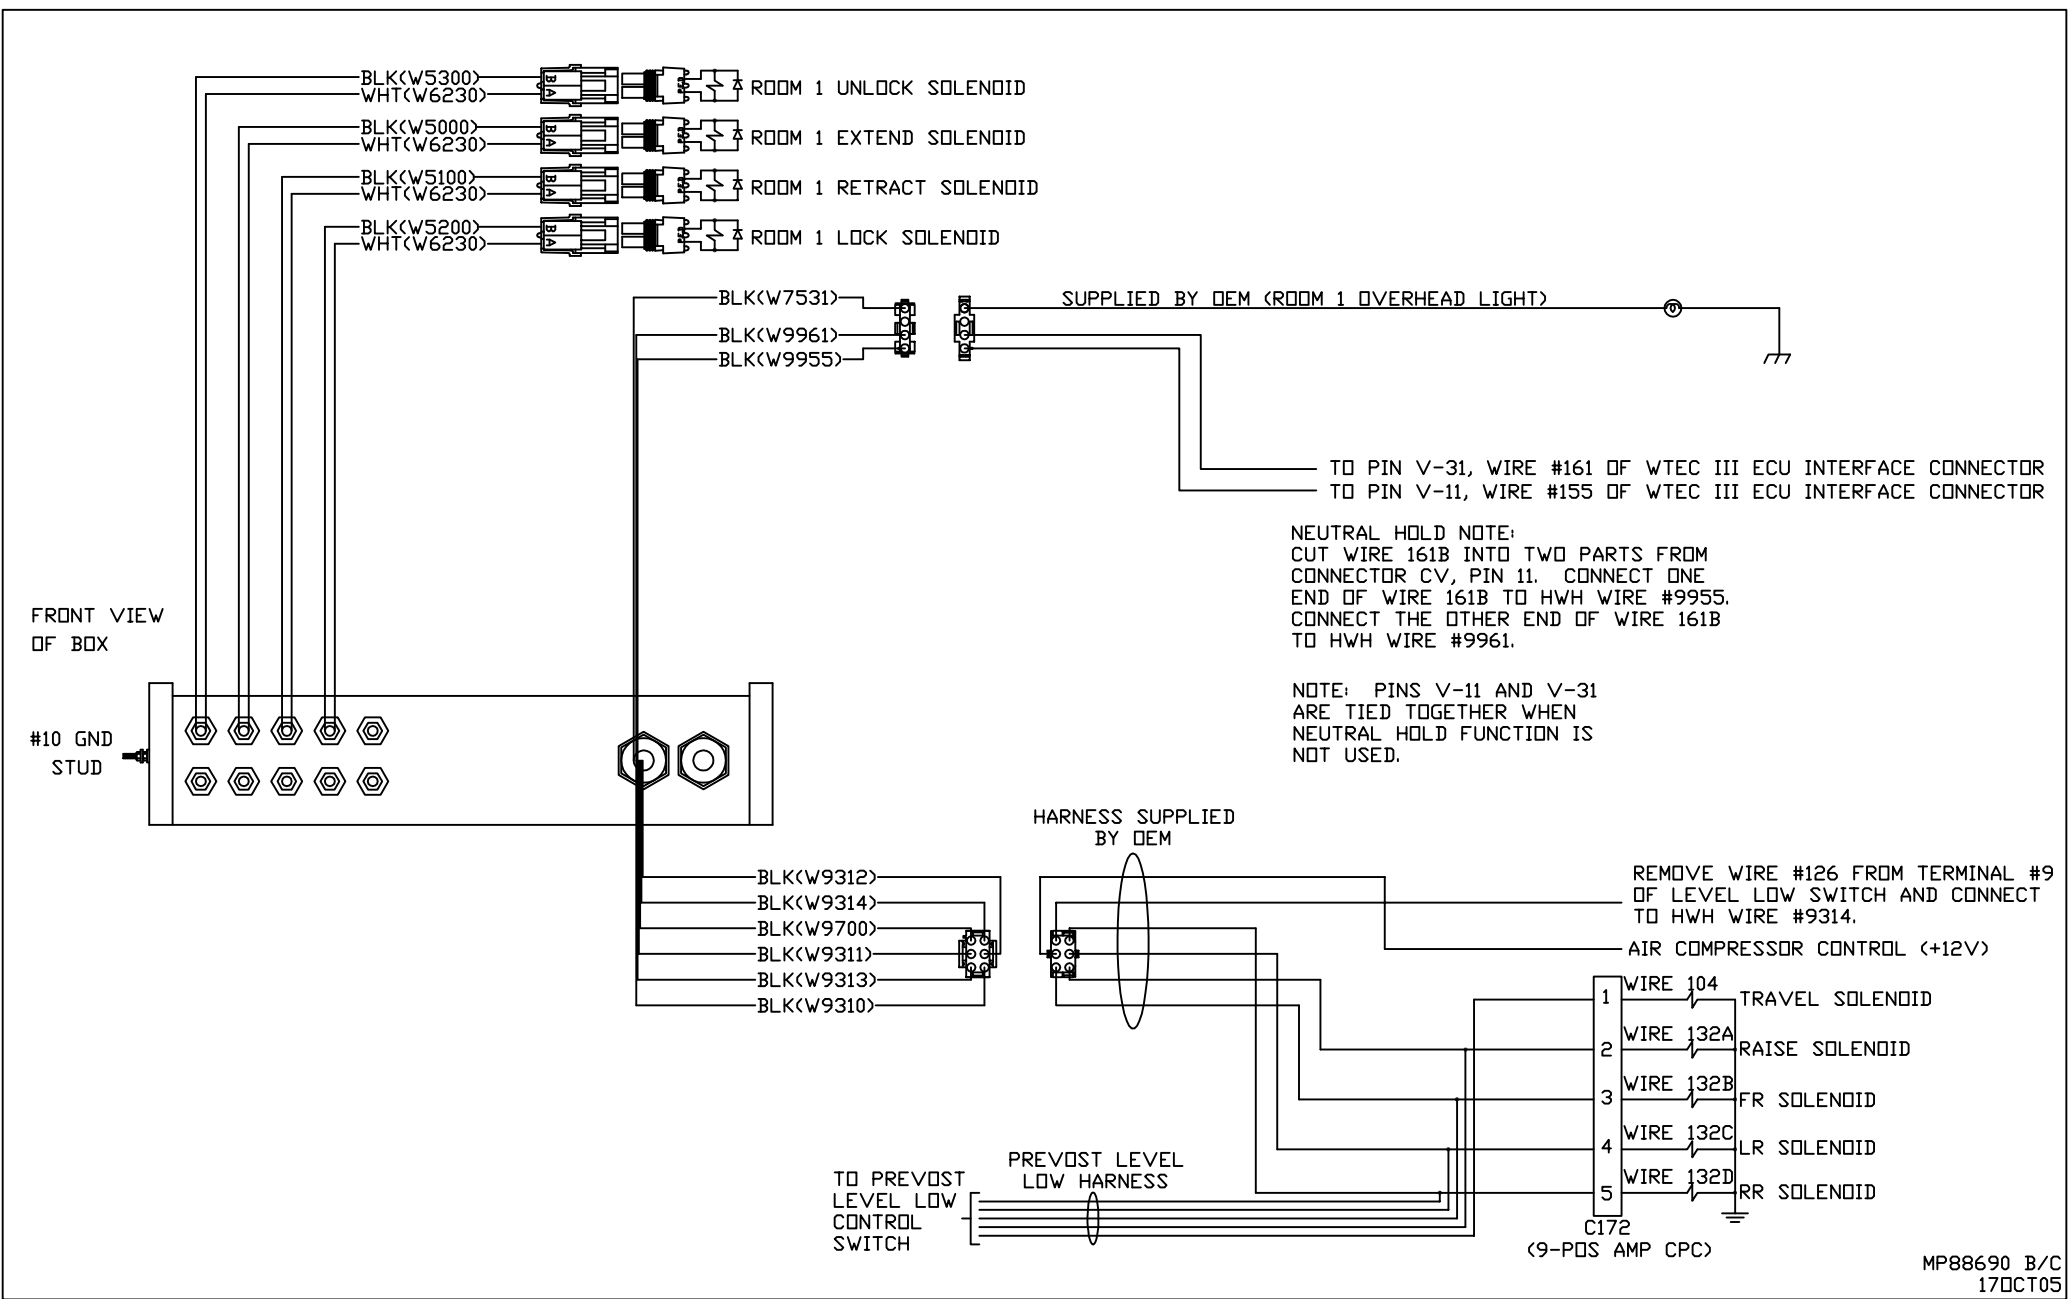 BLK(W5300)
WHT(W6230)
B
A
ROOM 1 UNLOCK SOLENOID
BLK(W5000)
WHT(W6230)
B
A
ROOM 1 EXTEND SOLENOID
BLK(W5100)
WHT(W6230)
B
A
ROOM 1 RETRACT SOLENOID
BLK(W5200)
WHT(W6230)
B
A
ROOM 1 LOCK SOLENOID
BLK(W7531)
BLK(W9961)
BLK(W9955)
SUPPLIED BY OEM (ROOM 1 OVERHEAD LIGHT)
TO PIN V-31, WIRE #161 OF WTEC III ECU INTERFACE CONNECTOR
TO PIN V-11, WIRE #155 OF WTEC III ECU INTERFACE CONNECTOR
NEUTRAL HOLD NOTE:
CUT WIRE 161B INTO TWO PARTS FROM
CONNECTOR CV, PIN 11. CONNECT ONE
END OF WIRE 161B TO HWH WIRE #9955.
CONNECT THE OTHER END OF WIRE 161B
TO HWH WIRE #9961.
NOTE: PINS V-11 AND V-31
ARE TIED TOGETHER WHEN
NEUTRAL HOLD FUNCTION IS
NOT USED.
FRONT VIEW
OF BOX
#10 GND
STUD
HARNESS SUPPLIED
BY OEM
BLK(W9312)
BLK(W9314)
BLK(W9700)
BLK(W9311)
BLK(W9313)
BLK(W9310)
REMOVE WIRE #126 FROM TERMINAL #9
OF LEVEL LOW SWITCH AND CONNECT
TO HWH WIRE #9314.
AIR COMPRESSOR CONTROL (+12V)
1
WIRE 104
TRAVEL SOLENOID
2
WIRE 132A
RAISE SOLENOID
3
WIRE 132B
FR SOLENOID
4
WIRE 132C
LR SOLENOID
5
WIRE 132D
RR SOLENOID
C172
(9-POS AMP CPC)
PREVOST LEVEL
LOW HARNESS
TO PREVOST
LEVEL LOW
CONTROL
SWITCH
MP88690 B/C
17OCT05